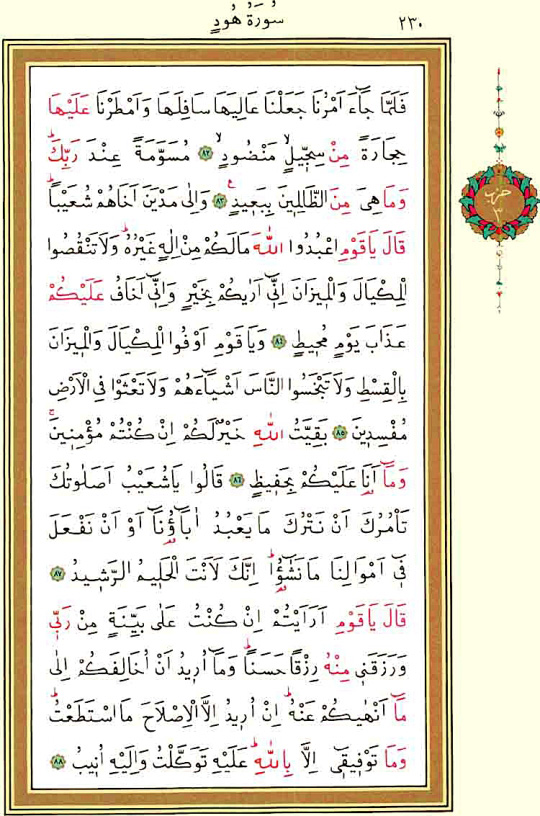 سُورَةُ هُودٍ
٢٣٠
فَلَمَّا جَٓاءَ اَمْرُنَا جَعَلْنَا عَالِيَهَا سَافِلَهَا وَاَمْطَرْنَا عَلَيْهَا
حِجَارَةً مِنْ سِجّ۪يلٍ مَنْضُودٍۙ ﴿٨٢﴾ مُسَوَّمَةً عِنْدَ رَبِّكَۜ
وَمَا هِيَ مِنَ الظَّالِم۪ينَ بِبَع۪يدٍ۟ ﴿٨٣﴾ وَاِلٰى مَدْيَنَ اَخَاهُمْ شُعَيْبًاۜ
قَالَ يَا قَوْمِ اعْبُدُوا اللّٰهَ مَالَكُمْ مِنْ اِلٰهٍ غَيْرُهُۜ وَلَا تَنْقُصُوا
الْمِكْيَالَ وَالْم۪يزَانَ اِنّ۪ٓي اَرٰيكُمْ بِخَيْرٍ وَاِنّ۪ٓي اَخَافُ عَلَيْكُمْ
عَذَابَ يَوْمٍ مُح۪يطٍ ﴿٨٤﴾ وَيَا قَوْمِ اَوْفُوا الْمِكْيَالَ وَالْم۪يزَانَ
بِالْقِسْطِ وَلَا تَبْخَسُوا النَّاسَ اَشْيَٓاءَهُمْ وَلَا تَعْثَوْا فِي الْاَرْضِ
مُفْسِد۪ينَ ﴿٨٥﴾ بَقِيَّتُ اللّٰهِ خَيْرٌ لَكُمْ اِنْ كُنْتُمْ مُؤْمِن۪ينَۚ
وَمَٓا اَنَا۬ عَلَيْكُمْ بِحَف۪يظٍ ﴿٨٦﴾ قَالُوا يَا شُعَيْبُ اَصَلٰوتُكَ
تَأْمُرُكَ اَنْ نَتْرُكَ مَا يَعْبُدُ اٰبَٓاؤُ۬نَٓا اَوْ اَنْ نَفْعَلَ
ف۪ٓي اَمْوَالِنَا مَا نَشٰٓؤُ۬اۜ اِنَّكَ لَاَنْتَ الْحَل۪يمُ الرَّش۪يدُ ﴿٨٧﴾
قَالَ يَا قَوْمِ اَرَاَيْتُمْ اِنْ كُنْتُ عَلٰى بَيِّنَةٍ مِنْ رَبّ۪ي
وَرَزَقَن۪ي مِنْهُ رِزْقًا حَسَنًاۜ وَمَٓا اُر۪يدُ اَنْ اُخَالِفَكُمْ اِلٰى
مَٓا اَنْهٰيكُمْ عَنْهُۜ اِنْ اُر۪يدُ اِلَّا الْاِصْلَاحَ مَا اسْتَطَعْتُۜ
وَمَا تَوْف۪يق۪ٓي اِلَّا بِاللّٰهِۜ عَلَيْهِ تَوَكَّلْتُ وَاِلَيْهِ اُن۪يبُ ﴿٨٨﴾
حزب